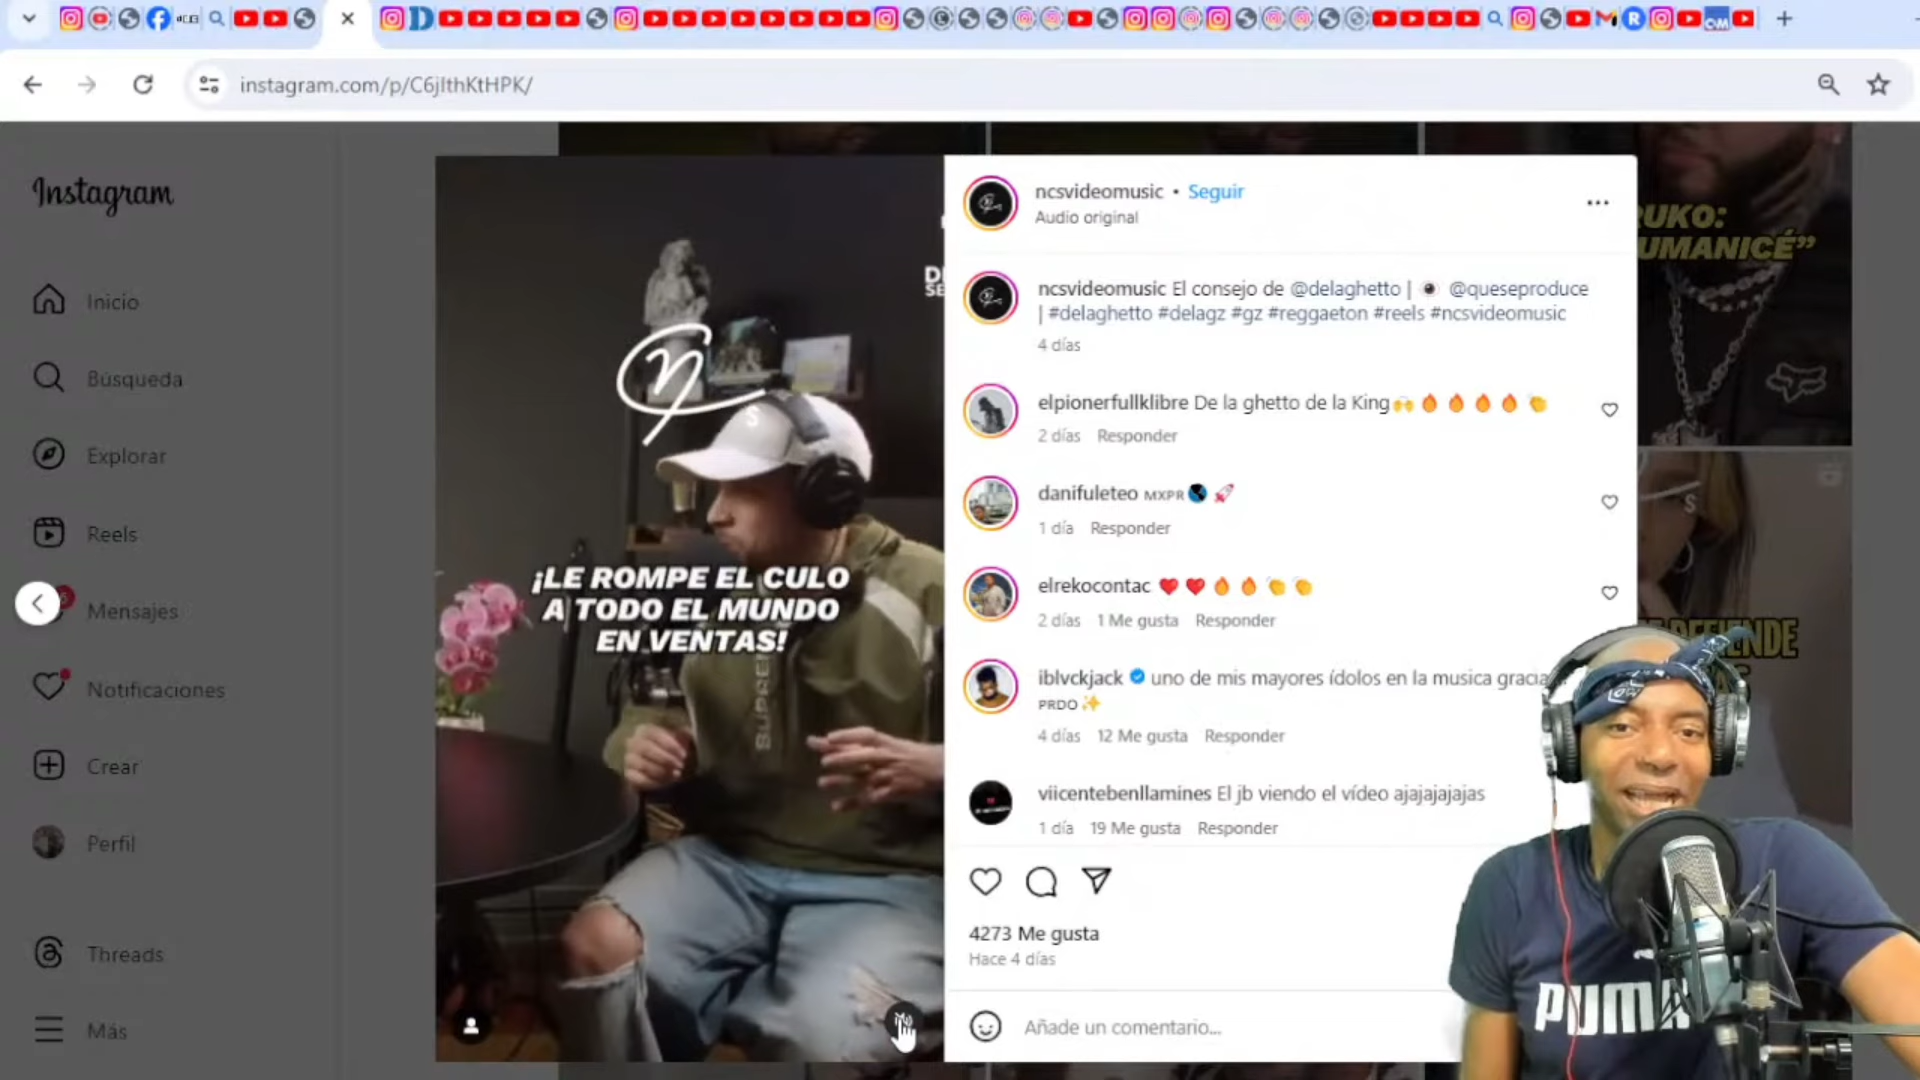 instagram.com/p/C6jIthKtHPK/
Instagram
Inicio
Búsqueda
Explorar
Reels
Mensajes
Notificaciones
Crear
Perfil
Threads
Más
¡LE ROMPE EL CULO
A TODO EL MUNDO
EN VENTAS!
SUPREM
ncsvideomusic • Seguir
Audio original
ncsvideomusic El consejo de @delaghetto | 👁️ @queseproduce
| #delaghetto #delagz #gz #reggaeton #reels #ncsvideomusic
4 días
elpionerfullklibre De la ghetto de la King🙌🔥🔥🔥🔥👏
2 días Responder
danifuleteo MXPR🌎🚀
1 día Responder
elrekocontac ❤️❤️🔥🔥👏👏
2 días 1 Me gusta Responder
iblvckjack uno de mis mayores ídolos en la musica gracia
PRDO✨
4 días 12 Me gusta Responder
viicentebenllamines El jb viendo el vídeo ajajajajajas
1 día 19 Me gusta Responder
4273 Me gusta
Hace 4 días
Añade un comentario...
RUKO:
UMANICÉ”
DEFIENDE
PUMA